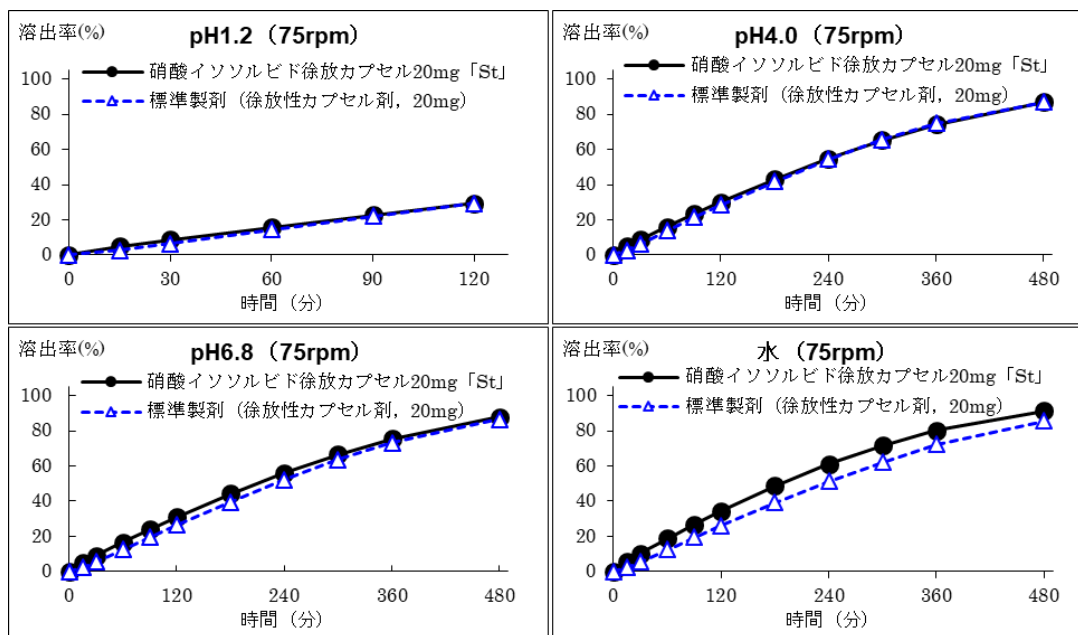 溶出率(%)
pH1.2（75rpm）
硝酸イソソルビド徐放カプセル20mg「St」
標準製剤（徐放性カプセル剤，20mg）
100
80
60
40
20
0
0 30 60 90 120
時間（分）
溶出率(%)
pH4.0（75rpm）
硝酸イソソルビド徐放カプセル20mg「St」
標準製剤（徐放性カプセル剤，20mg）
100
80
60
40
20
0
0 120 240 360 480
時間（分）
溶出率(%)
pH6.8（75rpm）
硝酸イソソルビド徐放カプセル20mg「St」
標準製剤（徐放性カプセル剤，20mg）
100
80
60
40
20
0
0 120 240 360 480
時間（分）
溶出率(%)
水（75rpm）
硝酸イソソルビド徐放カプセル20mg「St」
標準製剤（徐放性カプセル剤，20mg）
100
80
60
40
20
0
0 120 240 360 480
時間（分）